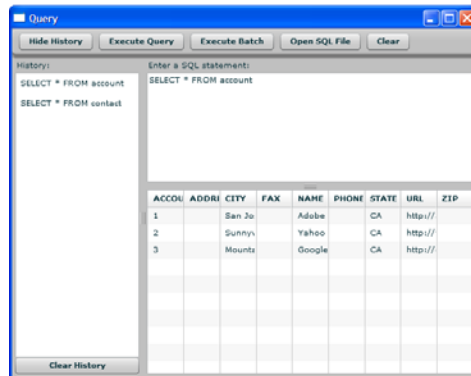 Query
Hide History Execute Query Execute Batch Open SQL File Clear
History: Enter a SQL statement:
SELECT * FROM account SELECT * FROM account
SELECT * FROM contact
ACCOU ADDRI CITY FAX NAME PHONE STATE URL ZIP
1 San Jo Adobe CA http://
2 Sunnyv Yahoo CA http://
3 Mounta Google CA http://
Clear History